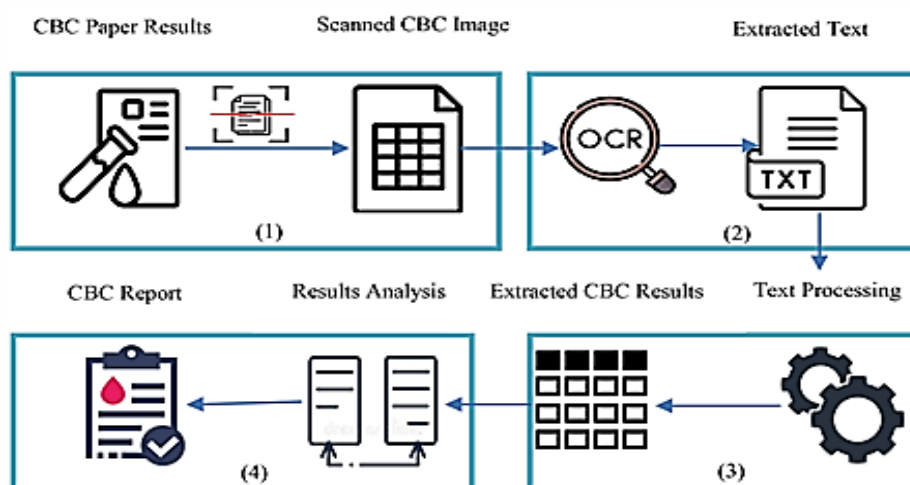 CBC Paper Results
Scanned CBC Image
Extracted Text
OCR
TXT
(1)
(2)
CBC Report
Results Analysis
Extracted CBC Results
Text Processing
(4)
(3)